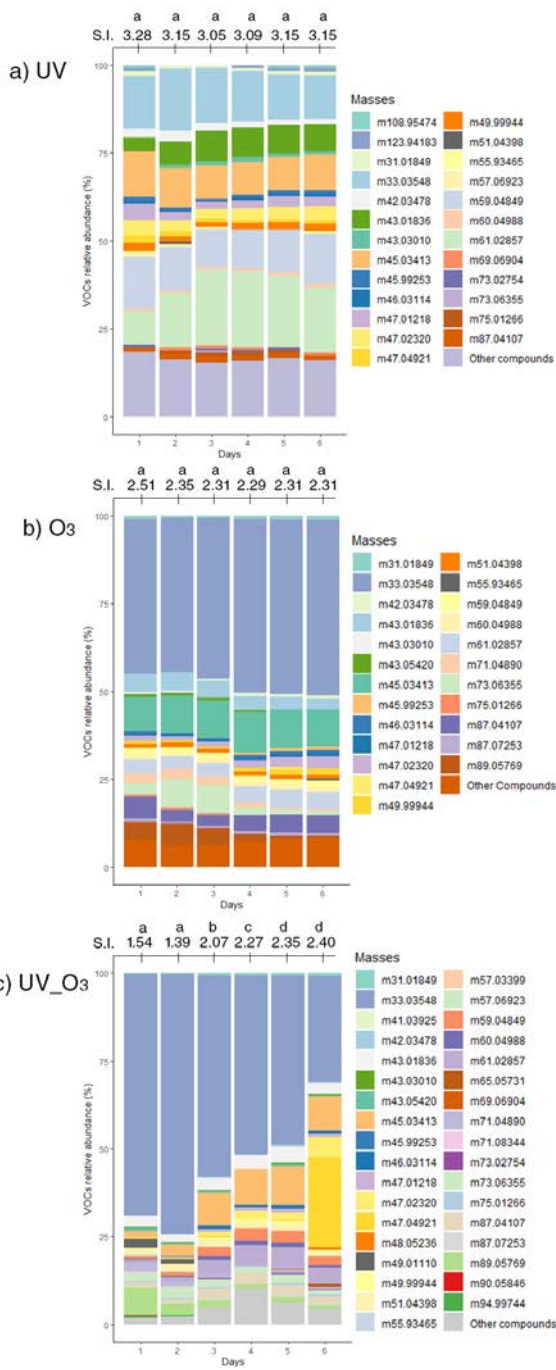 a a a a a a
S.I. 3.28 3.15 3.05 3.09 3.15 3.15
a) UV
VOCs relative abundance (%)
100
75
50
25
0
1 2 3 4 5 6
Days
Masses
m108.95474 m49.99944
m123.94183 m51.04398
m31.01849 m55.93465
m33.03548 m57.06923
m42.03478 m59.04849
m43.01836 m60.04988
m43.03010 m61.02857
m45.03413 m69.06904
m45.99253 m73.02754
m46.03114 m73.06355
m47.01218 m75.01266
m47.02320 m87.04107
m47.04921 Other compounds
a a a a a a
S.I. 2.51 2.35 2.31 2.29 2.31 2.31
b) O3
VOCs relative abundance (%)
100
75
50
25
0
1 2 3 4 5 6
Days
Masses
m31.01849 m51.04398
m33.03548 m55.93465
m42.03478 m59.04849
m43.01836 m60.04988
m43.03010 m61.02857
m43.05420 m71.04890
m45.03413 m73.06355
m45.99253 m75.01266
m46.03114 m87.04107
m47.01218 m87.07253
m47.02320 m89.05769
m47.04921 Other Compounds
m49.99944
a a b c d d
S.I. 1.54 1.39 2.07 2.27 2.35 2.40
c) UV_O3
VOCs relative abundance (%)
100
75
50
25
0
1 2 3 4 5 6
Days
Masses
m31.01849 m57.03399
m33.03548 m57.06923
m41.03925 m59.04849
m42.03478 m60.04988
m43.01836 m61.02857
m43.03010 m65.05731
m43.05420 m69.06904
m45.03413 m71.04890
m45.99253 m71.08344
m46.03114 m73.02754
m47.01218 m73.06355
m47.02320 m75.01266
m47.04921 m87.04107
m48.05236 m87.07253
m49.01110 m89.05769
m49.99944 m90.05846
m51.04398 m94.99744
m55.93465 Other compounds